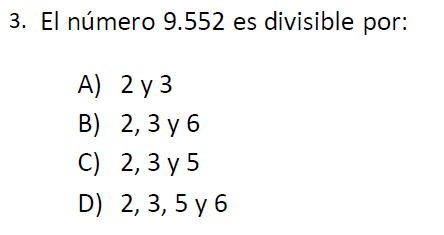 3. El número 9.552 es divisible por:
A) 2 y 3
B) 2, 3 y 6
C) 2, 3 y 5
D) 2, 3, 5 y 6